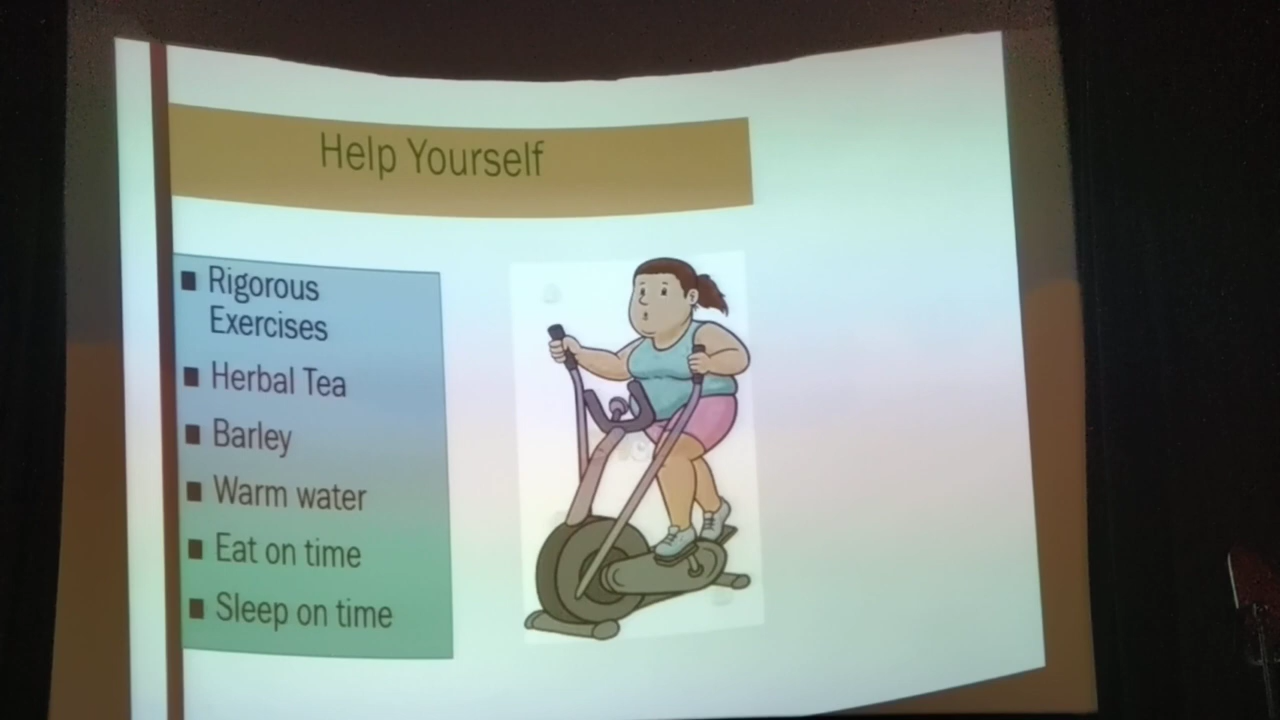 Help Yourself
▪ Rigorous
Exercises
▪ Herbal Tea
▪ Barley
▪ Warm water
▪ Eat on time
▪ Sleep on time